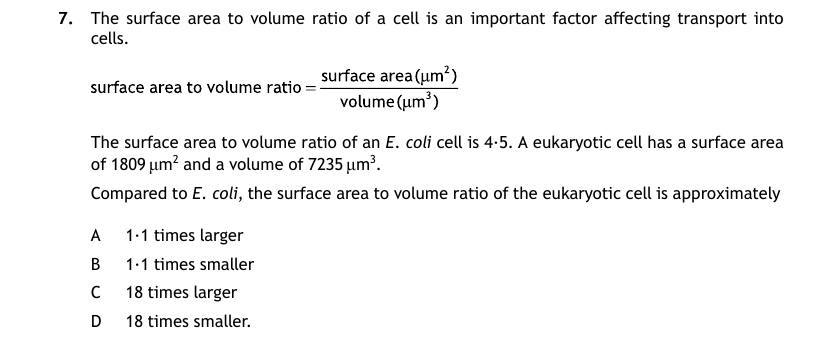 7. The surface area to volume ratio of a cell is an important factor affecting transport into
cells.
surface area to volume ratio = surface area(μm²)
volume(μm³)
The surface area to volume ratio of an E. coli cell is 4·5. A eukaryotic cell has a surface area
of 1809 μm² and a volume of 7235 μm³.
Compared to E. coli, the surface area to volume ratio of the eukaryotic cell is approximately
A 1·1 times larger
B 1·1 times smaller
C 18 times larger
D 18 times smaller.